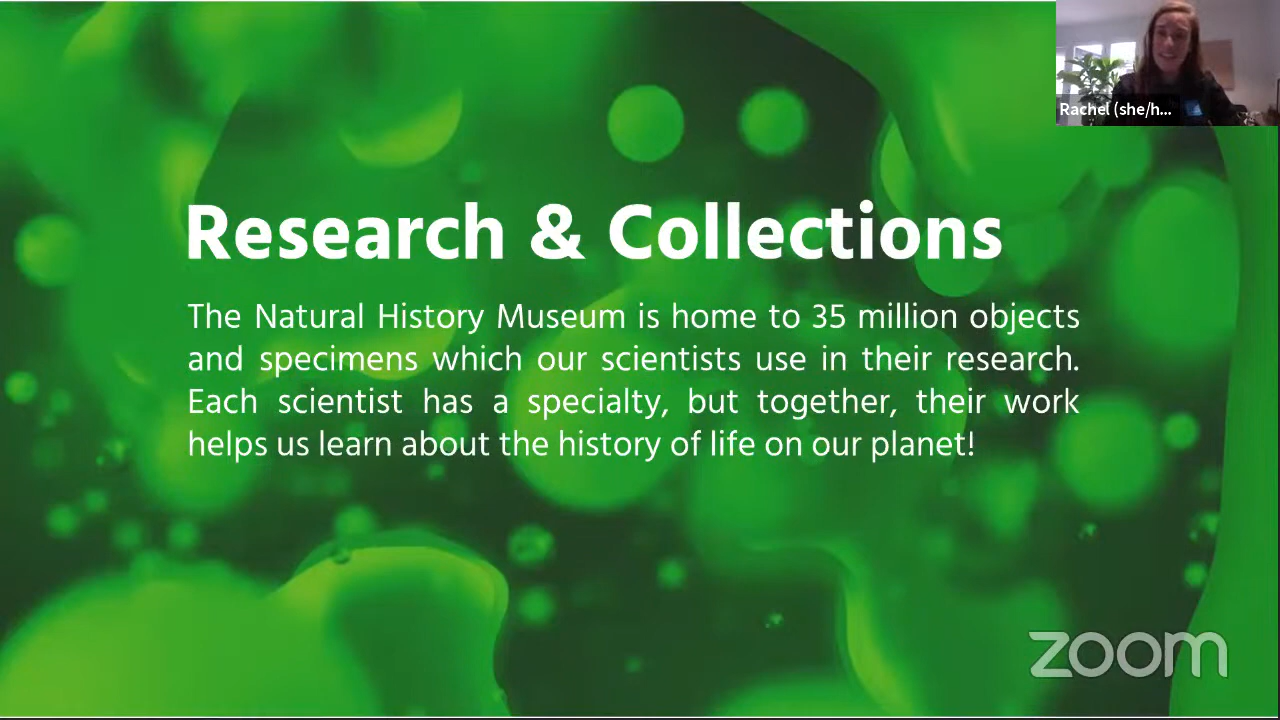 Rachel (she/h...
Research & Collections
The Natural History Museum is home to 35 million objects
and specimens which our scientists use in their research.
Each scientist has a specialty, but together, their work
helps us learn about the history of life on our planet!
zoom